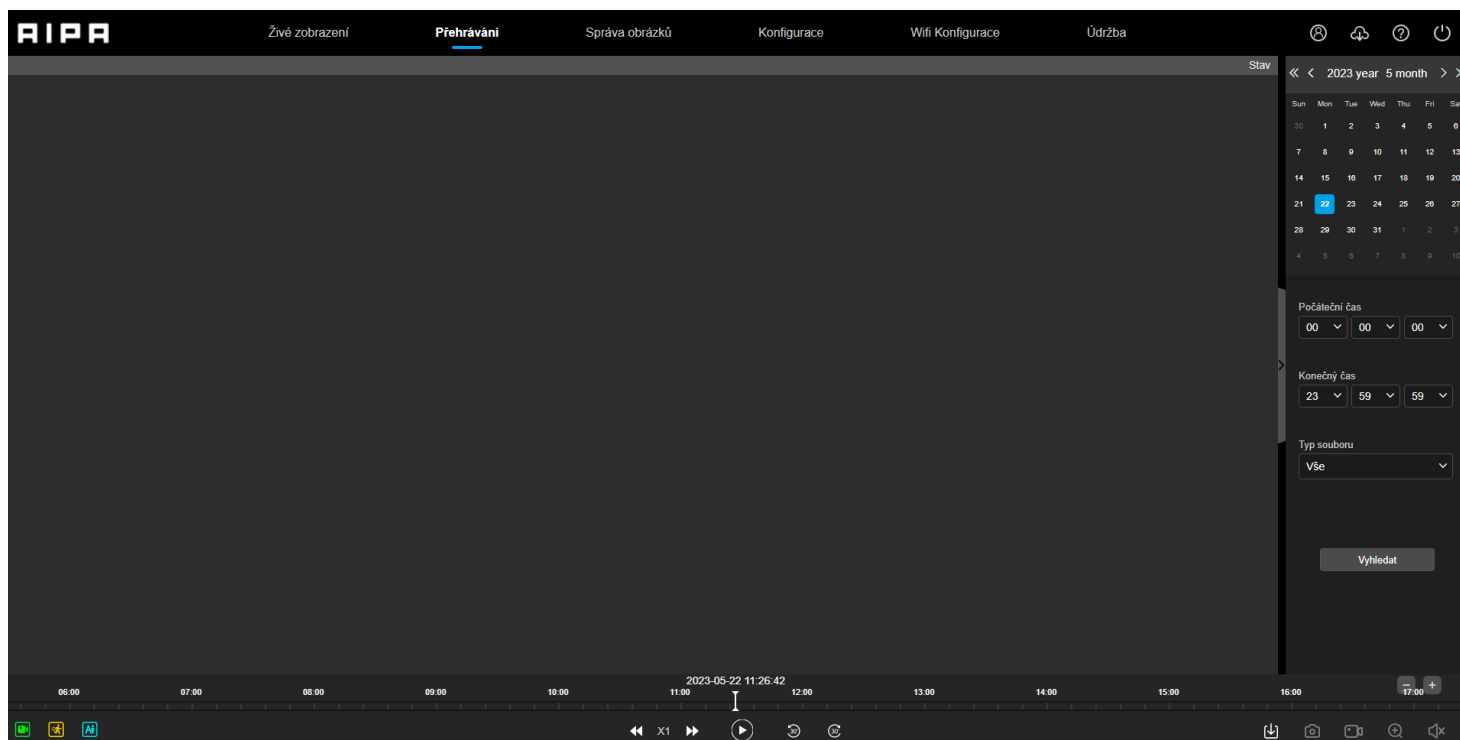 AIPA Živé zobrazení Přehrávání Správa obrázků Konfigurace Wifi Konfigurace Údržba
Stav
2023 year 5 month
Sun Mon Tue Wed Thu Fri Sat
30 1 2 3 4 5 6
7 8 9 10 11 12 13
14 15 16 17 18 19 20
21 22 23 24 25 26 27
28 29 30 31 1 2 3
4 5 6 7 8 9 10
Počáteční čas
00 00 00
Konečný čas
23 59 59
Typ souboru
Vše
Vyhledat
2023-05-22 11:26:42
06:00 07:00 08:00 09:00 10:00 11:00 12:00 13:00 14:00 15:00 16:00 17:00
AI X1 30 30